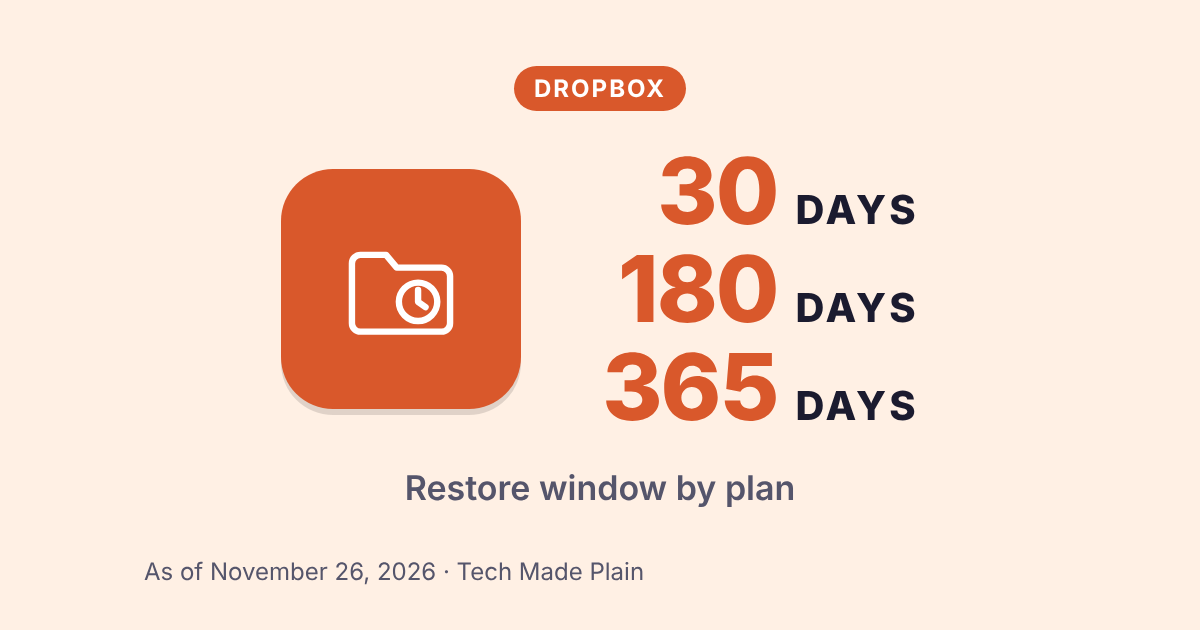 DROPBOX
30 DAYS
180 DAYS
365 DAYS
Restore window by plan
As of November 26, 2026 · Tech Made Plain